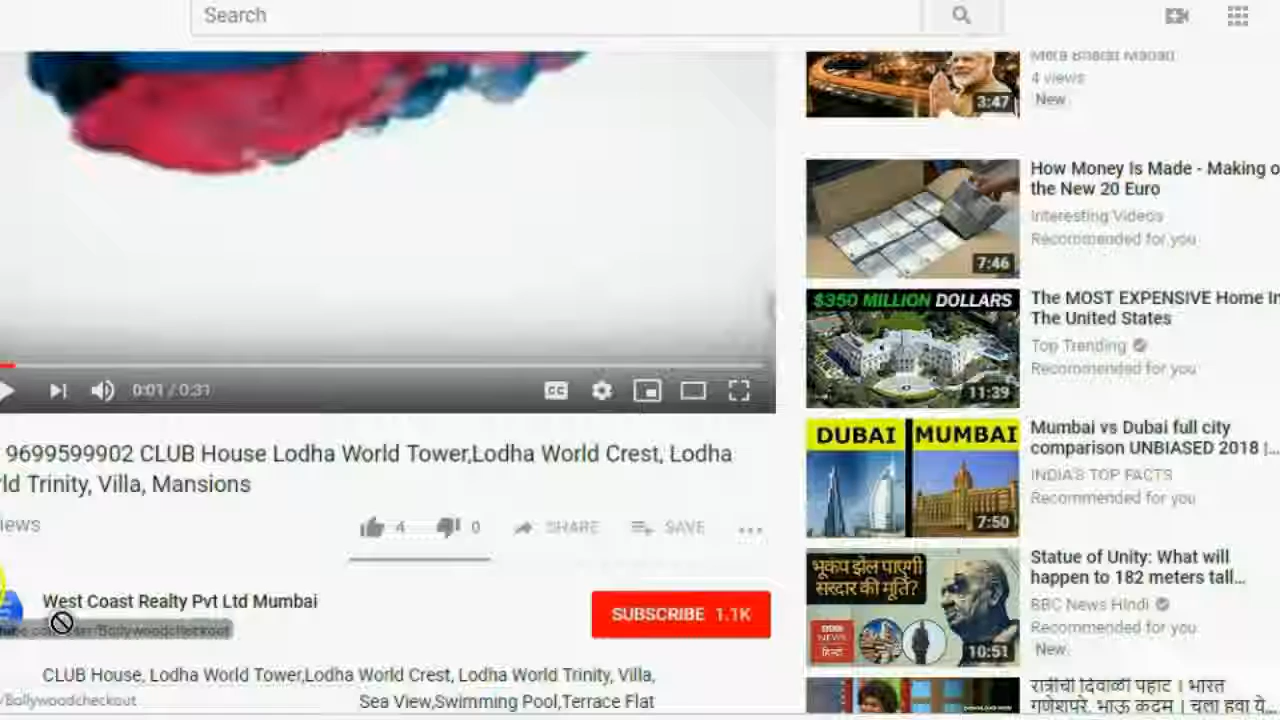 Search
4 views
New
3:47
How Money Is Made - Making o
the New 20 Euro
Interesting Videos
Recommended for you
7:46
$350 MILLION DOLLARS
11:39
The MOST EXPENSIVE Home In
The United States
Top Trending
Recommended for you
DUBAI MUMBAI
7:50
Mumbai vs Dubai full city
comparison UNBIASED 2018 |...
INDIA'S TOP FACTS
Recommended for you
भूकंप झेल पाएगी
सरदार की मूर्ति?
BBC
NEWS
हिन्दी
10:51
Statue of Unity: What will
happen to 182 meters tall...
BBC News Hindi
Recommended for you
New
रात्रीची दिवाळी पहाट । भारत
गणेशपुरे, भाऊ कदम । चला हवा ये...
0:01 / 0:31
CC
9699599902 CLUB House Lodha World Tower,Lodha World Crest, Lodha
ld Trinity, Villa, Mansions
iews
4 0 SHARE SAVE
West Coast Realty Pvt Ltd Mumbai
SUBSCRIBE 1.1K
/Bollywoodcheckout
CLUB House, Lodha World Tower,Lodha World Crest, Lodha World Trinity, Villa,
/Bollywoodcheckout
Sea View,Swimming Pool,Terrace Flat